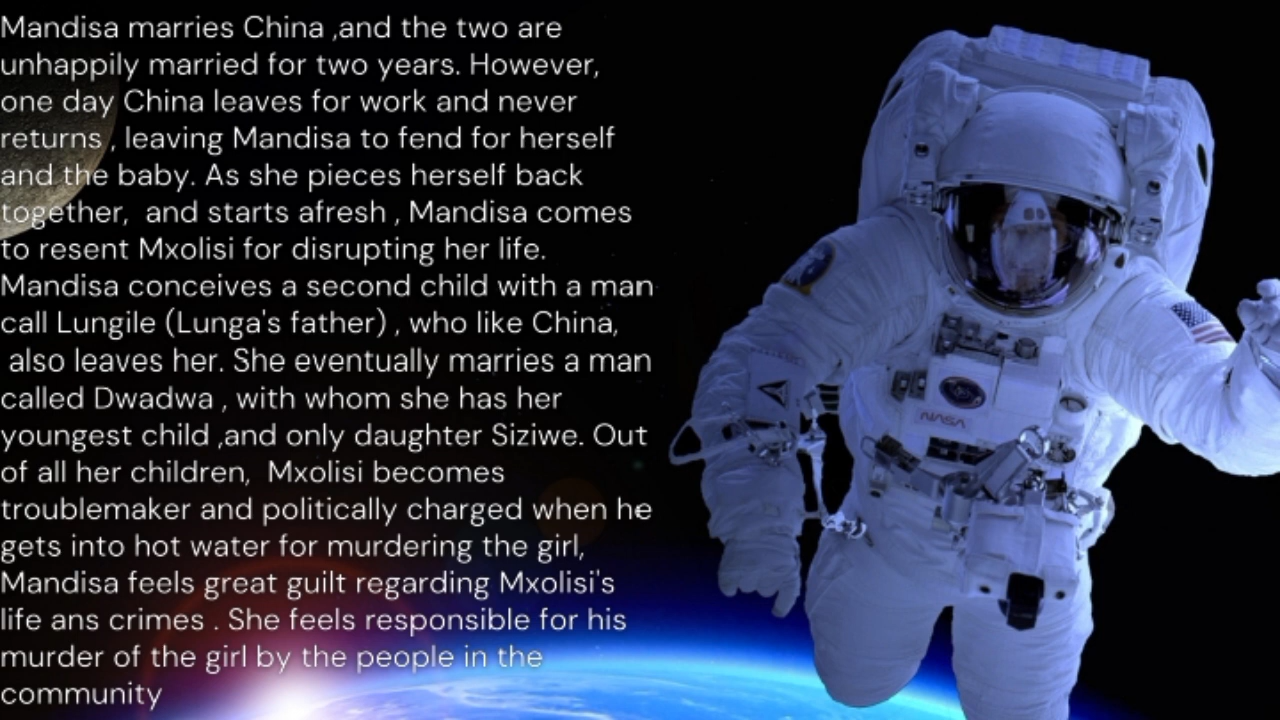 Mandisa marries China ,and the two are
unhappily married for two years. However,
one day China leaves for work and never
returns , leaving Mandisa to fend for herself
and the baby. As she pieces herself back
together,  and starts afresh , Mandisa comes
to resent Mxolisi for disrupting her life.
Mandisa conceives a second child with a man
call Lungile (Lunga's father) , who like China,
also leaves her. She eventually marries a man
called Dwadwa , with whom she has her
youngest child ,and only daughter Siziwe. Out
of all her children,  Mxolisi becomes
troublemaker and politically charged when he
gets into hot water for murdering the girl,
Mandisa feels great guilt regarding Mxolisi's
life ans crimes . She feels responsible for his
murder of the girl by the people in the
community
NASA